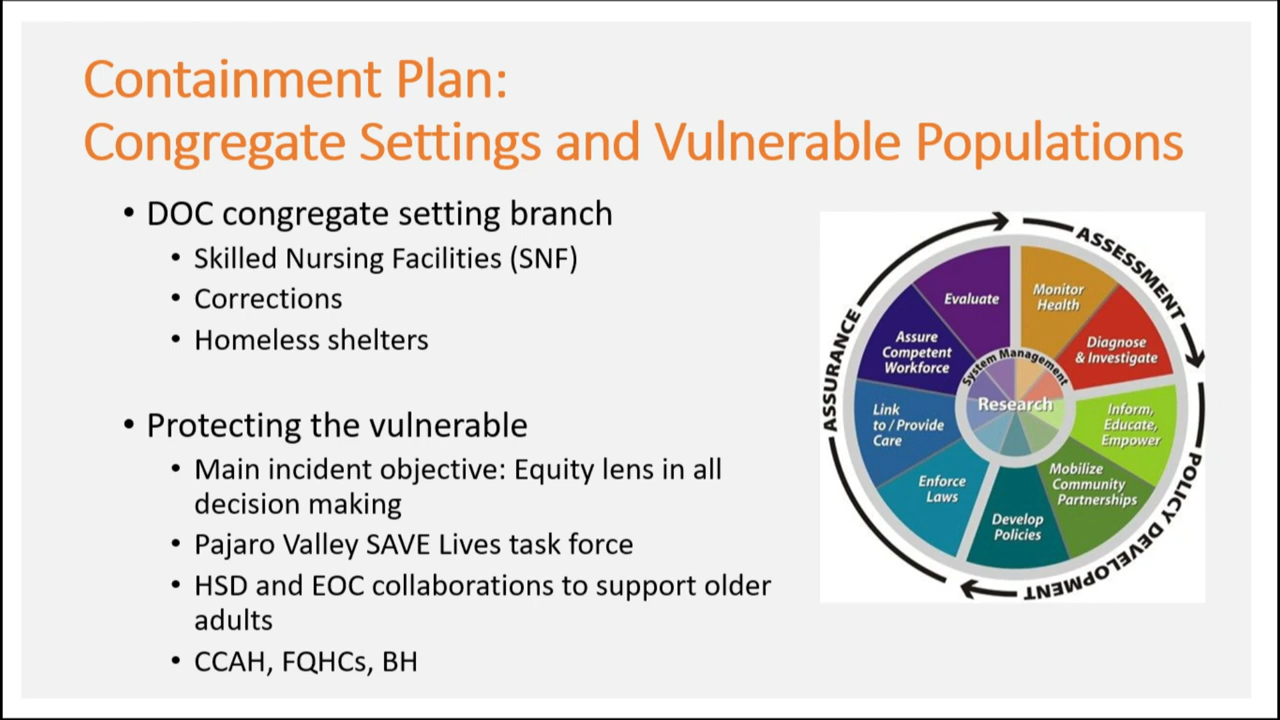 Containment Plan:
Congregate Settings and Vulnerable Populations
• DOC congregate setting branch
• Skilled Nursing Facilities (SNF)
• Corrections
• Homeless shelters
• Protecting the vulnerable
• Main incident objective: Equity lens in all
decision making
• Pajaro Valley SAVE Lives task force
• HSD and EOC collaborations to support older
adults
• CCAH, FQHCs, BH
ASSESSMENT
POLICY DEVELOPMENT
ASSURANCE
Monitor
Health
Diagnose
& Investigate
Inform,
Educate,
Empower
Mobilize
Community
Partnerships
Develop
Policies
Enforce
Laws
Link
to / Provide
Care
Assure
Competent
Workforce
Evaluate
System Management
Research